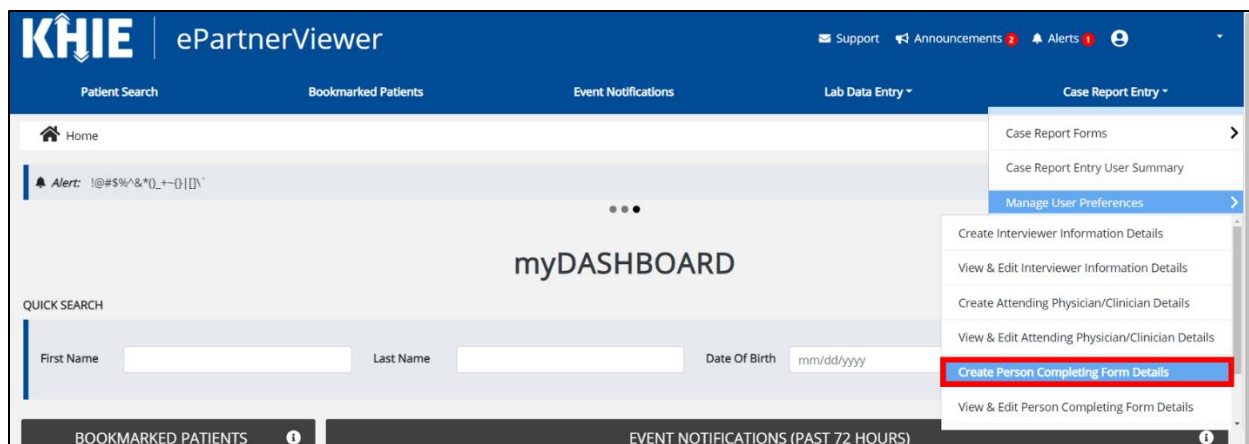 KHIE ePartnerViewer
Support Announcements 2 Alerts 1
Patient Search Bookmarked Patients Event Notifications Lab Data Entry Case Report Entry
Home
Case Report Forms
Case Report Entry User Summary
Alert: !@#$%^&*()_+~{}|[]\`
Manage User Preferences
Create Interviewer Information Details
View & Edit Interviewer Information Details
Create Attending Physician/Clinician Details
View & Edit Attending Physician/Clinician Details
Create Person Completing Form Details
View & Edit Person Completing Form Details
myDASHBOARD
QUICK SEARCH
First Name Last Name Date Of Birth mm/dd/yyyy
BOOKMARKED PATIENTS EVENT NOTIFICATIONS (PAST 72 HOURS)